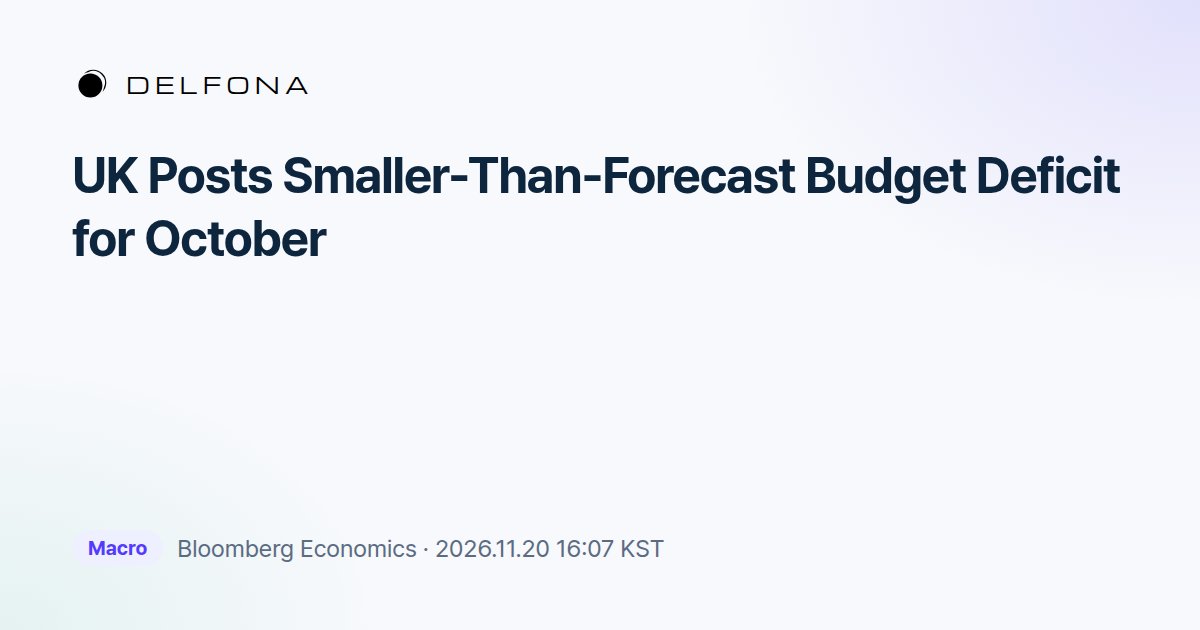 DELFONA
UK Posts Smaller-Than-Forecast Budget Deficit
for October
Macro Bloomberg Economics · 2026.11.20 16:07 KST